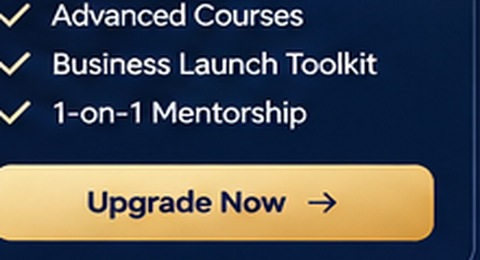 Advanced Courses
Business Launch Toolkit
1-on-1 Mentorship
Upgrade Now →